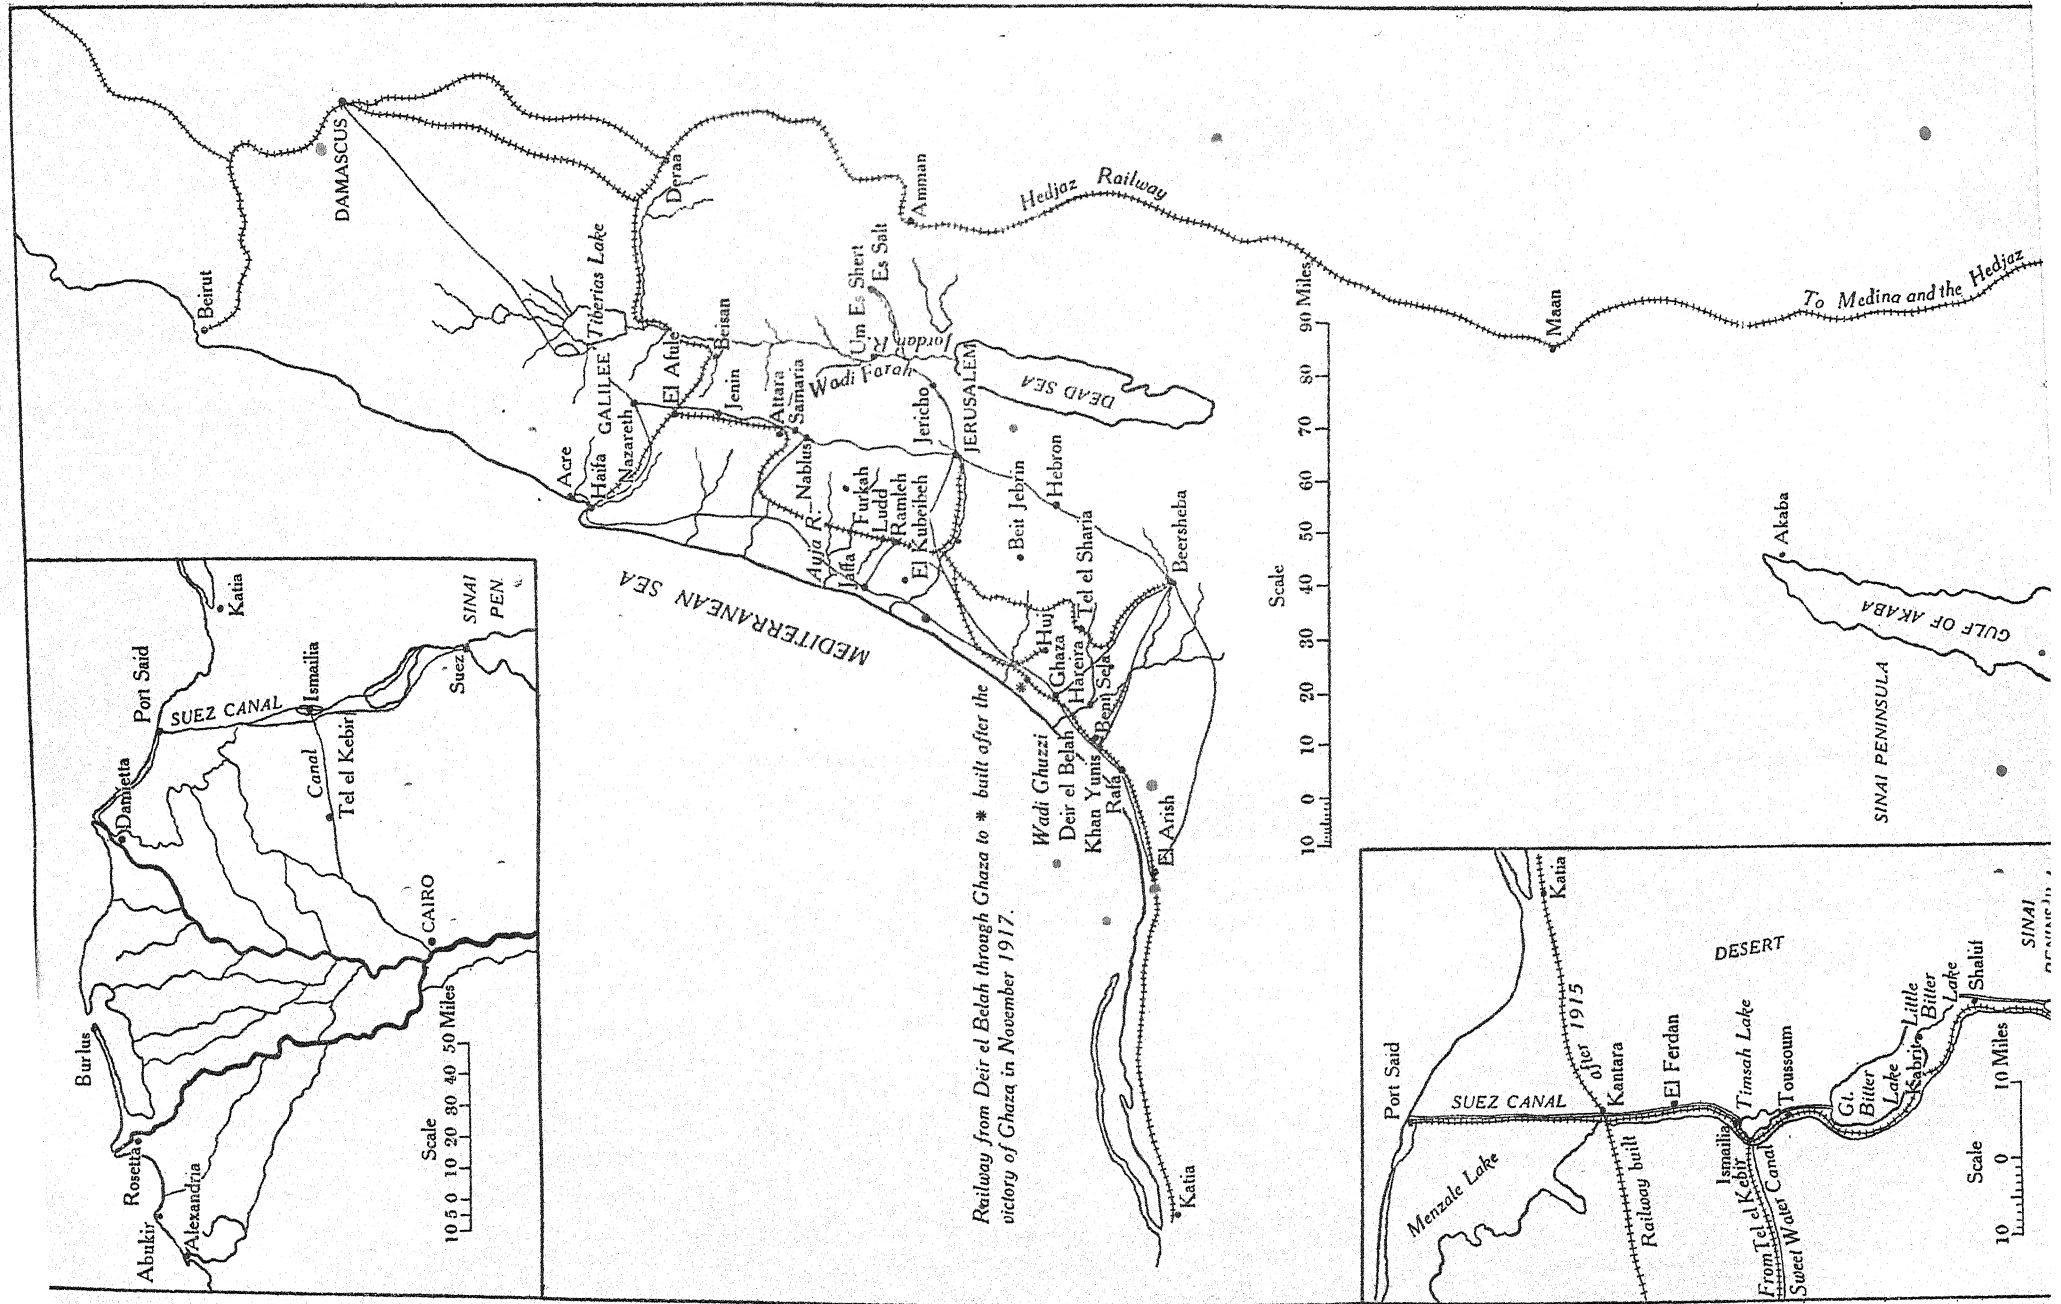 Beirut
DAMASCUS
Deraa
Tiberias Lake
Amman
Hedjaz Railway
Maan
To Medina and the Hedjaz
Es Salt
Um Es Shert
Jordan R.
Beisan
El Afule
GALILEE
Nazareth
Acre
Haifa
Jenin
Attara
Samaria
Wadi Farah
Nablus
Jericho
JERUSALEM
DEAD SEA
Auja R.
Jaffa
Furkah
Ludd
Ramleh
El Kubeibeh
Beit Jebrin
Hebron
Tel el Sharia
Beersheba
Huj
Ghaza
Hareira
Beni Sela
*
Wadi Ghuzzi
Deir el Belah
Khan Yunis
Rafa
El Arish
Katia
MEDITERRANEAN SEA
Railway from Deir el Belah through Ghaza to * built after the
victory of Ghaza in November 1917.
Scale
10 0 10 20 30 40 50 60 70 80 90 Miles
Akaba
GULF OF AKABA
SINAI PENINSULA
Burlus
Rosetta
Abukir
Alexandria
Damietta
Port Said
Katia
SUEZ CANAL
Ismailia
Canal
Tel el Kebir
Suez
SINAI
PEN.
CAIRO
Scale
10 5 0 10 20 30 40 50 Miles
Port Said
Katia
Menzale Lake
SUEZ CANAL
Railway built
after 1915
Kantara
El Ferdan
DESERT
Ismailia
Timsah Lake
Toussoum
From Tel el Kebir
Sweet Water Canal
Gt.
Bitter
Lake
Kabrit
Little
Bitter
Lake
Shaluf
SINAI
Scale
10 0 10 Miles